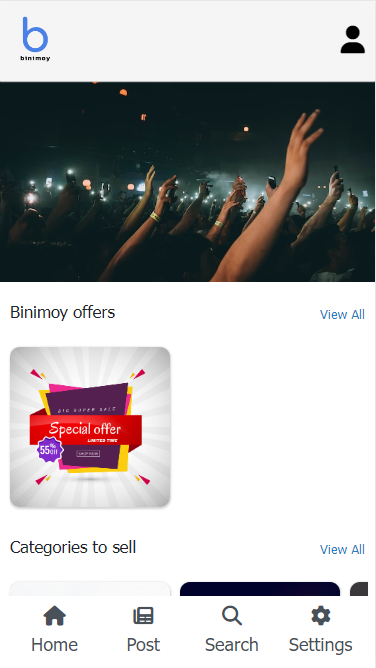 binimoy
Binimoy offers
View All
BIG SUPER SALE
Special offer
LIMITED TIME
55% Off
SHOP NOW
Categories to sell
View All
Home
Post
Search
Settings